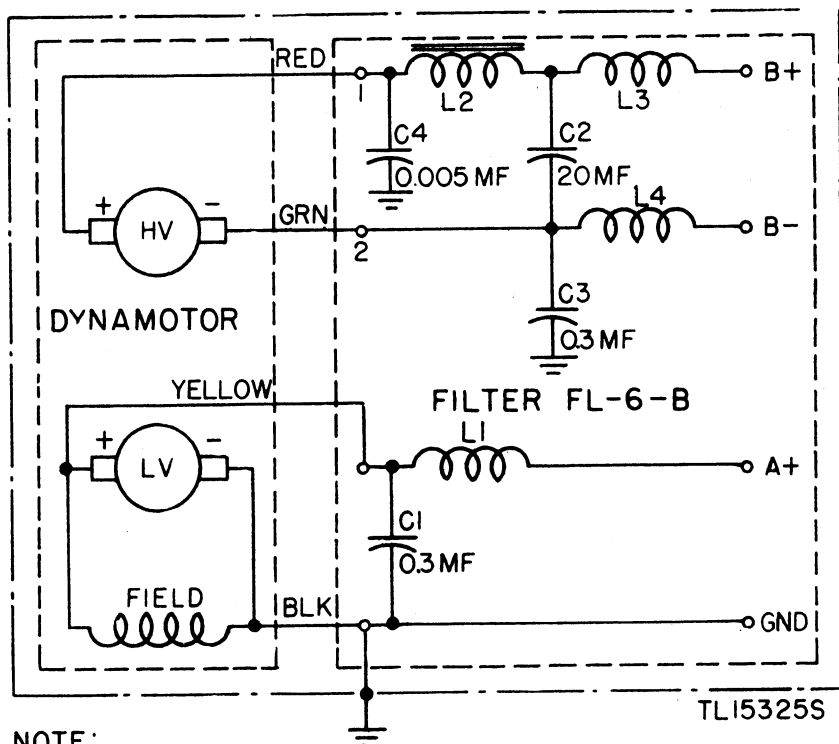 RED
1
L2
L3
B+
C4
0.005 MF
C2
20 MF
L4
+
HV
-
GRN
2
B-
DYNAMOTOR
C3
0.3 MF
YELLOW
FILTER FL-6-B
L1
+
LV
-
A+
C1
0.3 MF
FIELD
BLK
GND
TL15325S
NOTE: